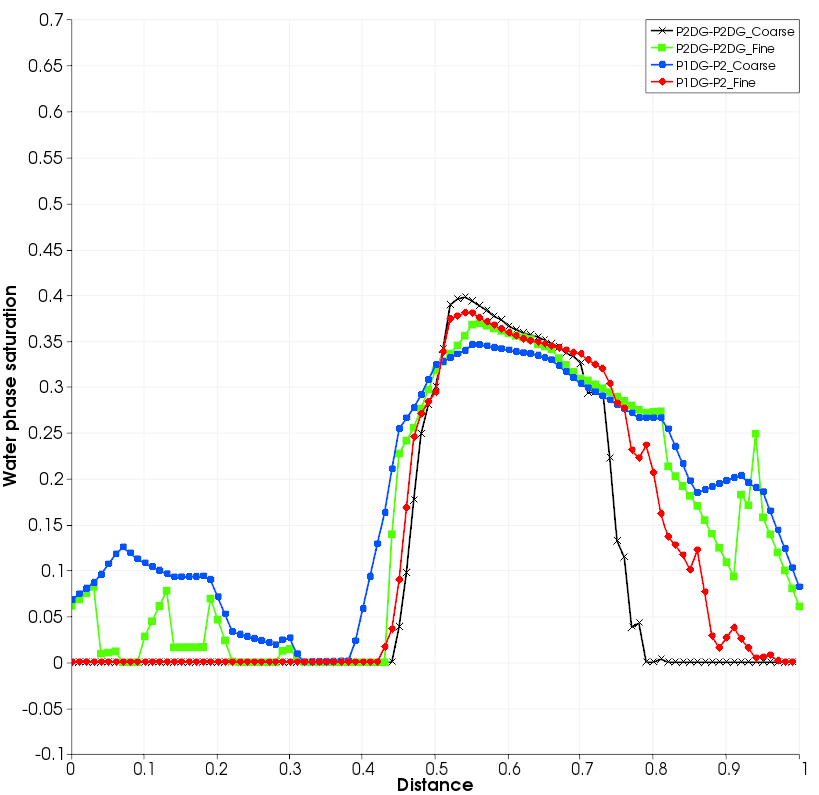 0.7
0.65
0.6
0.55
0.5
0.45
0.4
0.35
0.3
0.25
0.2
0.15
0.1
0.05
0
-0.05
-0.1
Water phase saturation
P2DG-P2DG_Coarse
P2DG-P2DG_Fine
P1DG-P2_Coarse
P1DG-P2_Fine
0 0.1 0.2 0.3 0.4 0.5 0.6 0.7 0.8 0.9 1
Distance